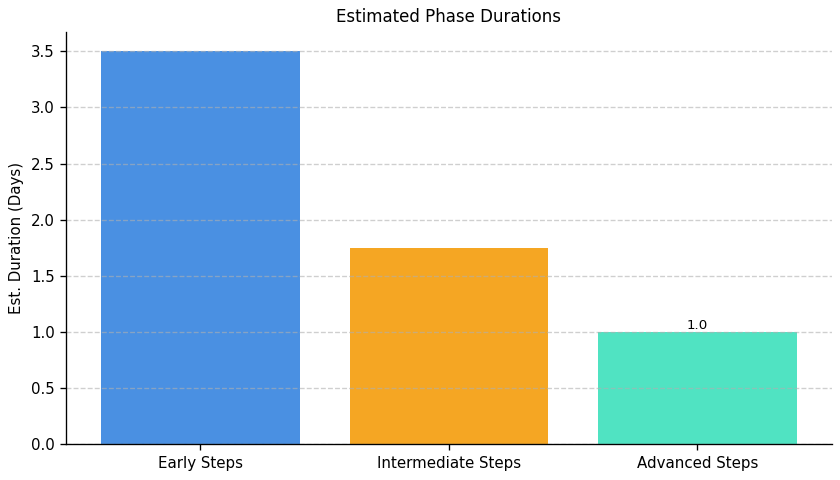 Estimated Phase Durations
Est. Duration (Days)
3.5
3.0
2.5
2.0
1.5
1.0
0.5
0.0
1.0
Early Steps
Intermediate Steps
Advanced Steps